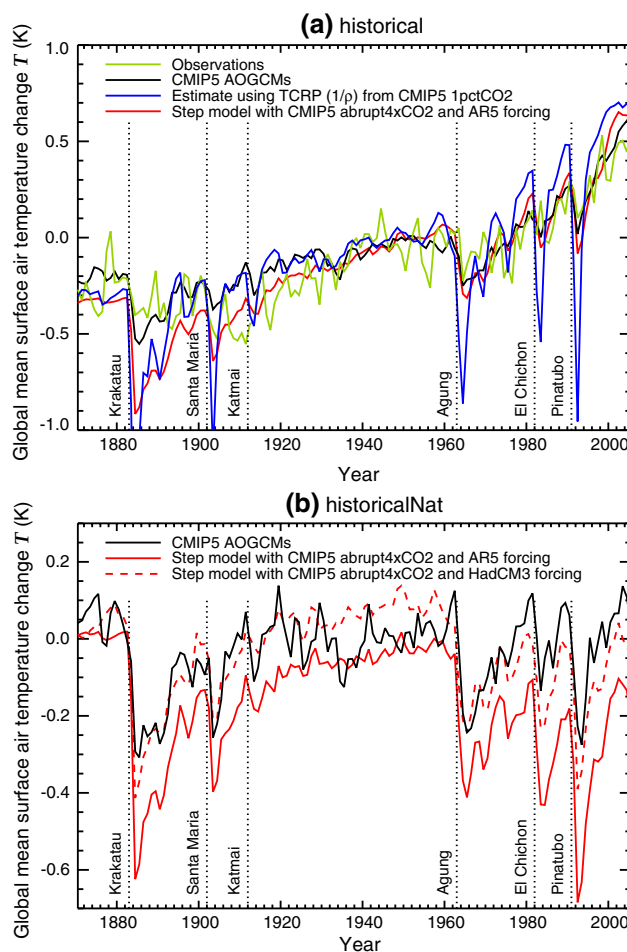 (a) historical
Global mean surface air temperature change T (K)
1.0
0.5
0.0
-0.5
-1.0
Observations
CMIP5 AOGCMs
Estimate using TCRP (1/ρ) from CMIP5 1pctCO2
Step model with CMIP5 abrupt4xCO2 and AR5 forcing
Krakatau
Santa Maria
Katmai
Agung
El Chichon
Pinatubo
1880 1900 1920 1940 1960 1980 2000
Year
(b) historicalNat
Global mean surface air temperature change T (K)
0.2
0.0
-0.2
-0.4
-0.6
CMIP5 AOGCMs
Step model with CMIP5 abrupt4xCO2 and AR5 forcing
Step model with CMIP5 abrupt4xCO2 and HadCM3 forcing
Krakatau
Santa Maria
Katmai
Agung
El Chichon
Pinatubo
1880 1900 1920 1940 1960 1980 2000
Year